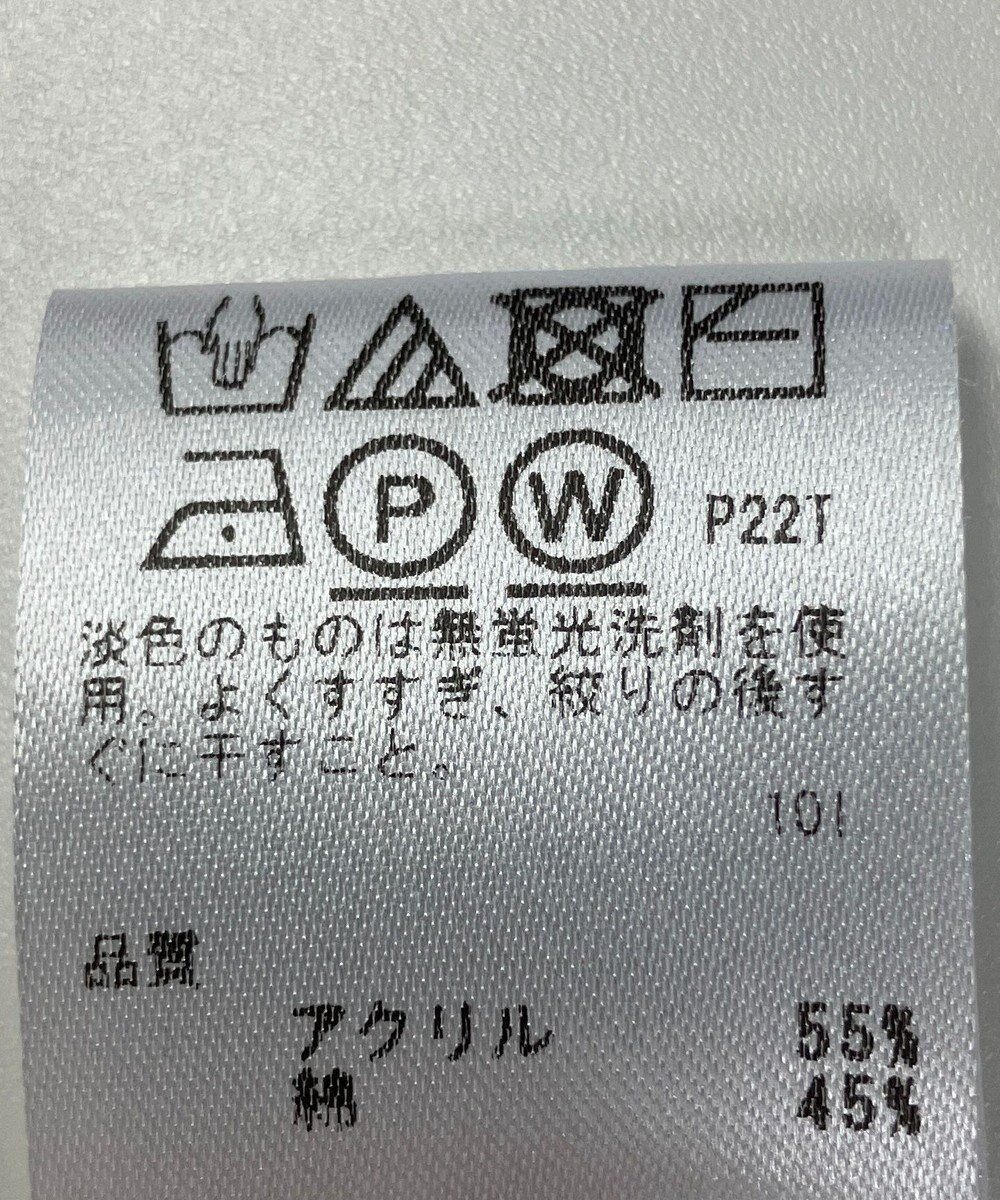 P
W
P22T
淡色のものは無蛍光洗剤を使
用。よくすすぎ、絞りの後す
ぐに干すこと。
101
品質
アクリル 55%
綿 45%